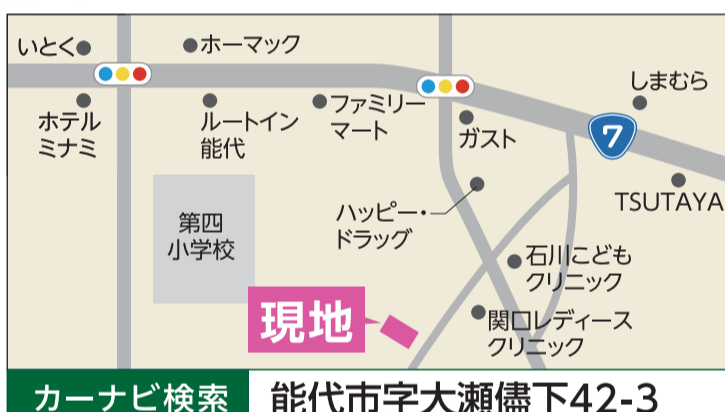 いとく
ホーマック
ホテル
ミナミ
ルートイン
能代
ファミリー
マート
ガスト
しまむら
7
TSUTAYA
第四
小学校
ハッピー・
ドラッグ
石川こども
クリニック
現地
関口レディース
クリニック
カーナビ検索
能代市字大瀬儘下42-3